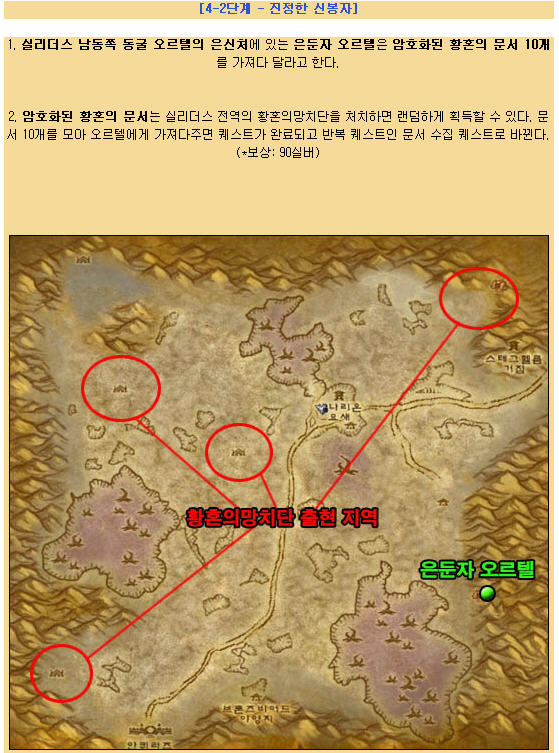 [4-2단계 - 진정한 신봉자]
1. 실리더스 남동쪽 동굴 오르텔의 은신처에 있는 은둔자 오르텔은 암호화된 황혼의 문서 10개
를 가져다 달라고 한다.
2. 암호화된 황혼의 문서는 실리더스 전역의 황혼의망치단을 처치하면 랜덤하게 획득할 수 있다. 문
서 10개를 모아 오르텔에게 가져다주면 퀘스트가 완료되고 반복 퀘스트인 문서 수집 퀘스트로 바뀐다.
(*보상: 90실버)
스태그헬름
거점
나리온
요새
황혼의망치단 출현 지역
은둔자 오르텔
브론즈비어드
야영지
안퀴라즈